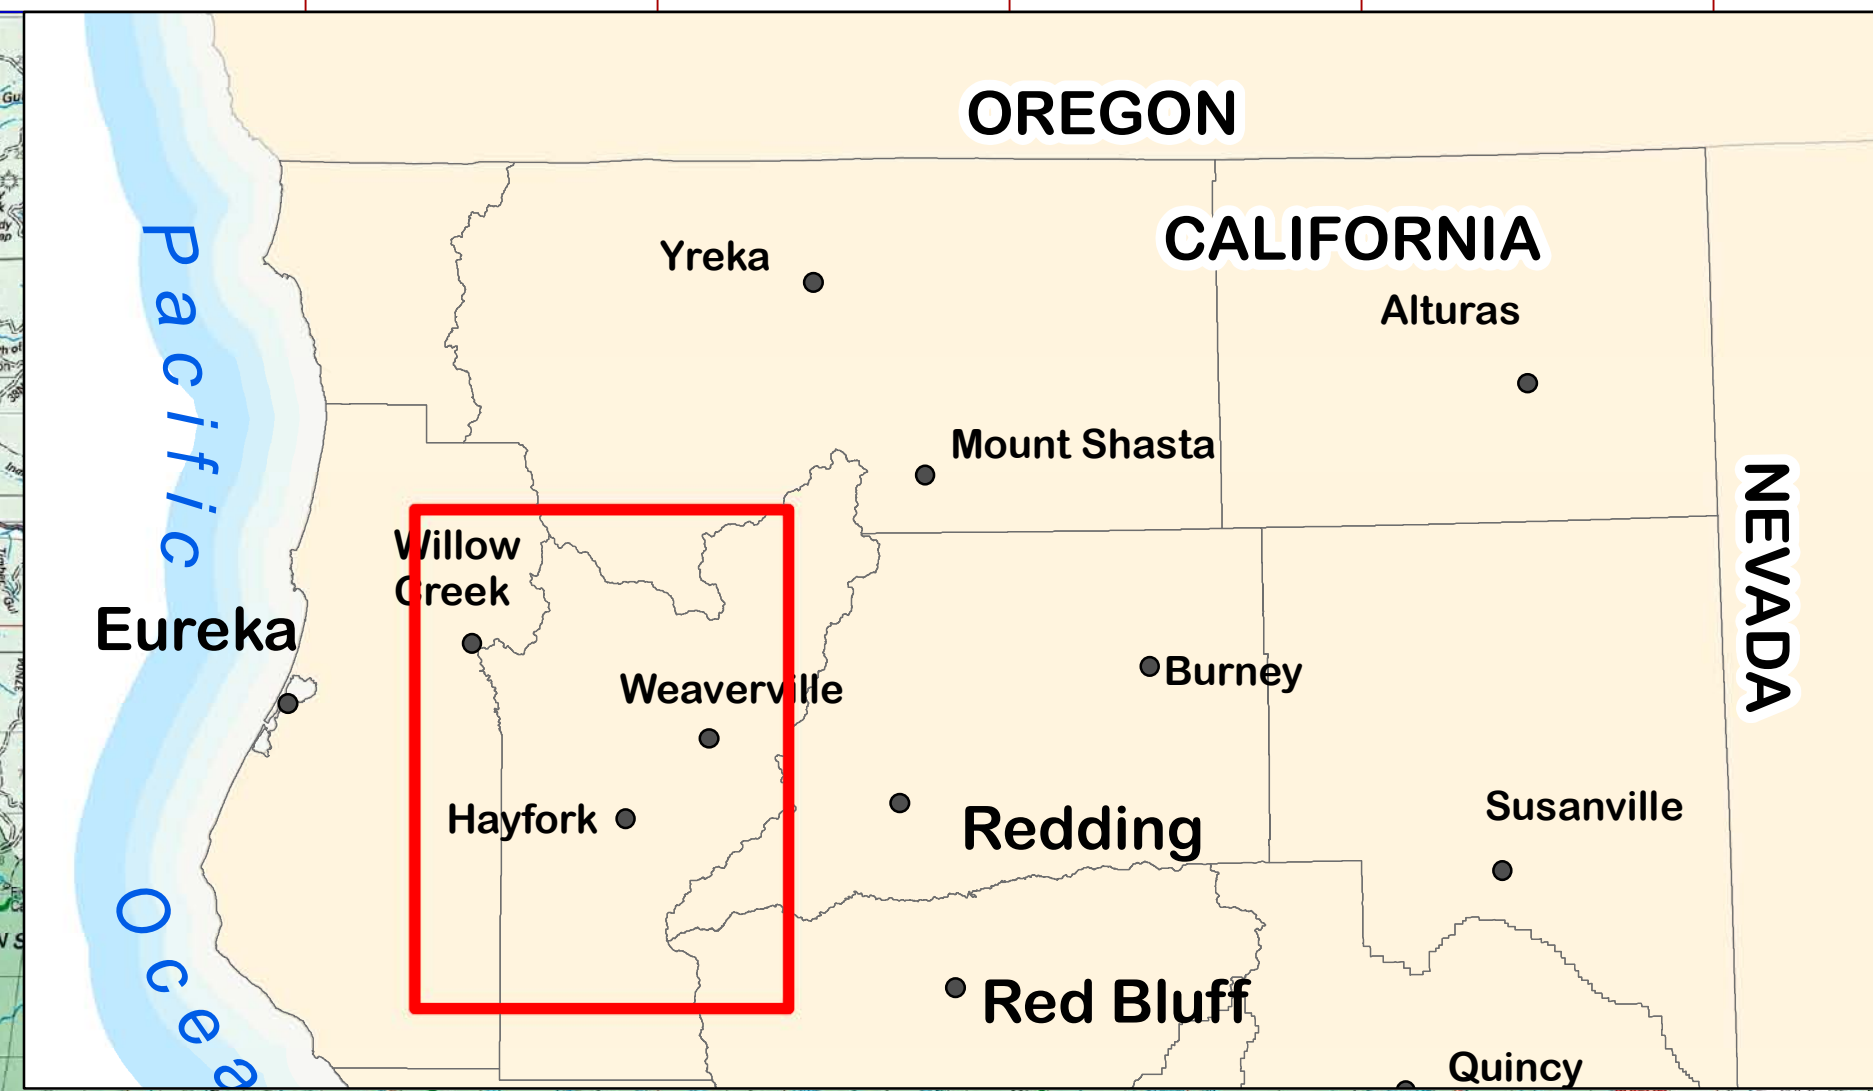 OREGON
CALIFORNIA
Yreka
Alturas
Mount Shasta
Pacific
NEVADA
Willow
Creek
Eureka
Weaverville
Burney
Hayfork
Redding
Susanville
Red Bluff
Ocea
Quincy